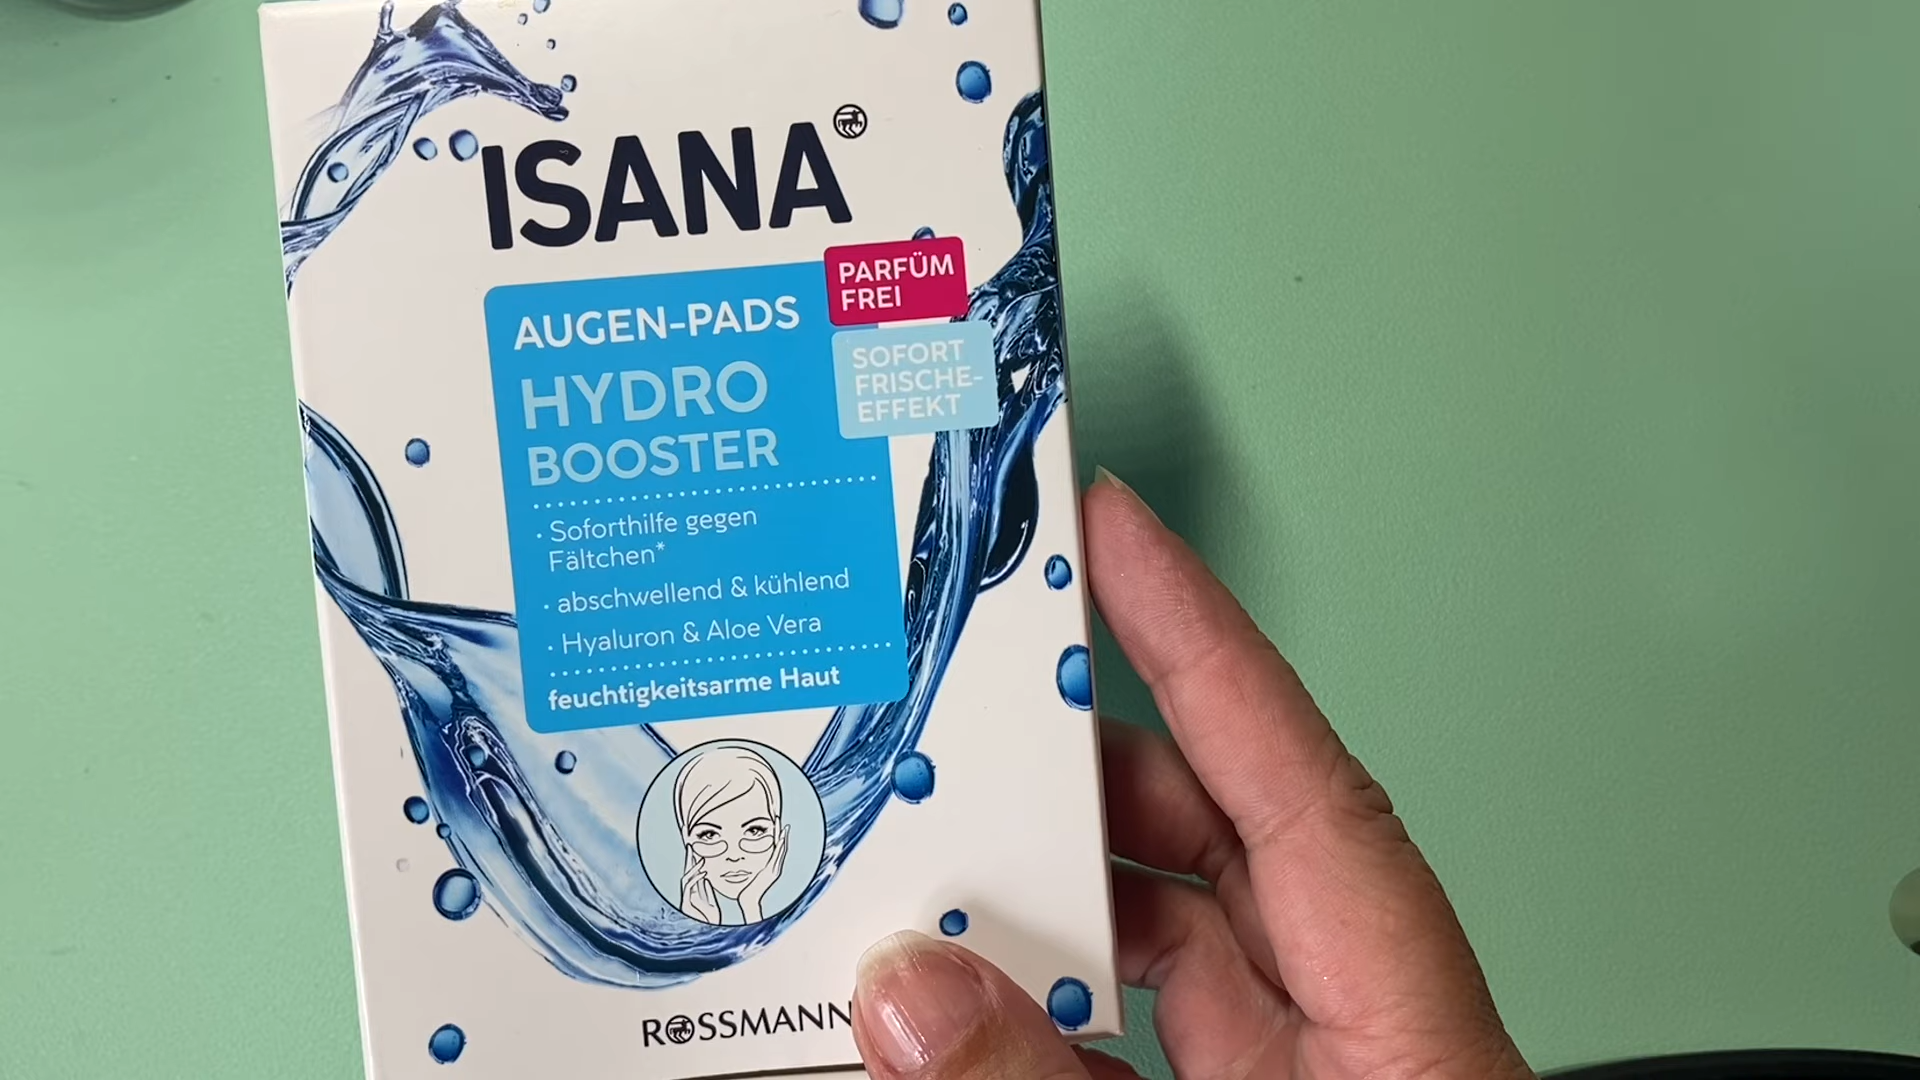 ISANA
PARFÜM
FREI
AUGEN-PADS
SOFORT
FRISCHE-
EFFEKT
HYDRO
BOOSTER
· Soforthilfe gegen
Fältchen*
· abschwellend & kühlend
· Hyaluron & Aloe Vera
feuchtigkeitsarme Haut
ROSSMANN